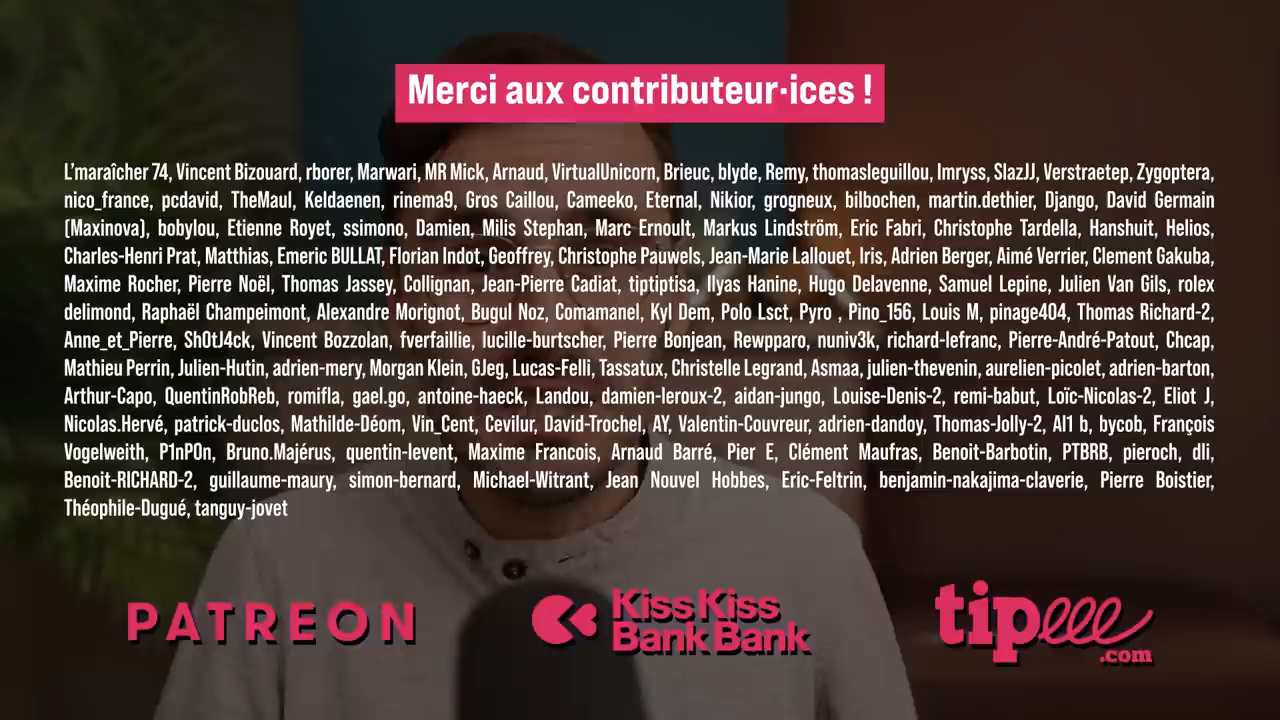 Merci aux contributeur·ices !
L'maraîcher 74, Vincent Bizouard, rborer, Marwari, MR Mick, Arnaud, VirtualUnicorn, Brieuc, blyde, Remy, thomasleguillou, Imryss, SlazJJ, Verstraetep, Zygoptera,
nico_france, pcdavid, TheMaul, Keldaenen, rinema9, Gros Caillou, Cameeko, Eternal, Nikior, grogneux, bilbochen, martin.dethier, Django, David Germain
(Maxinova), bobylou, Etienne Royet, ssimono, Damien, Milis Stephan, Marc Ernoult, Markus Lindström, Eric Fabri, Christophe Tardella, Hanshuit, Helios,
Charles-Henri Prat, Matthias, Emeric BULLAT, Florian Indot, Geoffrey, Christophe Pauwels, Jean-Marie Lallouet, Iris, Adrien Berger, Aimé Verrier, Clement Gakuba,
Maxime Rocher, Pierre Noël, Thomas Jassey, Collignan, Jean-Pierre Cadiat, tiptiptisa, Ilyas Hanine, Hugo Delavenne, Samuel Lepine, Julien Van Gils, rolex
delimond, Raphaël Champeimont, Alexandre Morignot, Bugul Noz, Comamanel, Kyl Dem, Polo Lsct, Pyro , Pino_156, Louis M, pinage404, Thomas Richard-2,
Anne_et_Pierre, Sh0tJ4ck, Vincent Bozzolan, fverfaillie, lucille-burtscher, Pierre Bonjean, Rewpparo, nuniv3k, richard-lefranc, Pierre-André-Patout, Chcap,
Mathieu Perrin, Julien-Hutin, adrien-mery, Morgan Klein, GJeg, Lucas-Felli, Tassatux, Christelle Legrand, Asmaa, julien-thevenin, aurelien-picolet, adrien-barton,
Arthur-Capo, QuentinRobReb, romifla, gael.go, antoine-haeck, Landou, damien-leroux-2, aidan-jungo, Louise-Denis-2, remi-babut, Loïc-Nicolas-2, Eliot J,
Nicolas.Hervé, patrick-duclos, Mathilde-Déom, Vin_Cent, Cevilur, David-Trochel, AY, Valentin-Couvreur, adrien-dandoy, Thomas-Jolly-2, Al1 b, bycob, François
Vogelweith, P1nP0n, Bruno.Majérus, quentin-levent, Maxime Francois, Arnaud Barré, Pier E, Clément Maufras, Benoit-Barbotin, PTBRB, pieroch, dli,
Benoit-RICHARD-2, guillaume-maury, simon-bernard, Michael-Witrant, Jean Nouvel Hobbes, Eric-Feltrin, benjamin-nakajima-claverie, Pierre Boistier,
Théophile-Dugué, tanguy-jovet
PATREON
KissKiss
BankBank
tipeee
.com